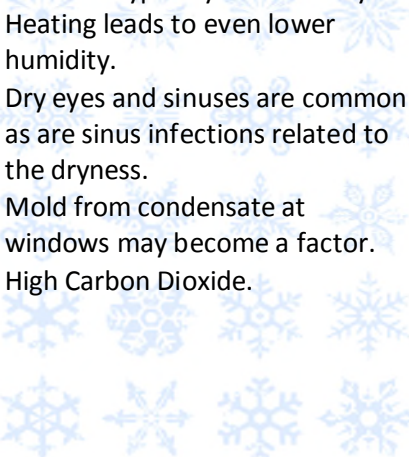 Heating leads to even lower
humidity.
Dry eyes and sinuses are common
as are sinus infections related to
the dryness.
Mold from condensate at
windows may become a factor.
High Carbon Dioxide.